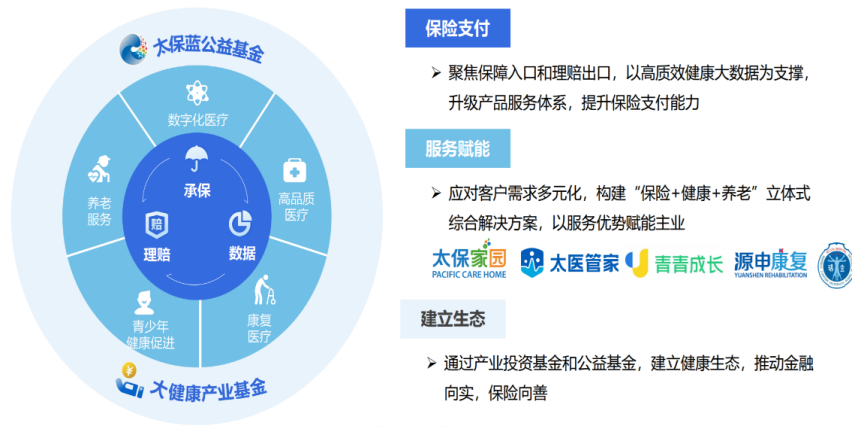 太保蓝公益基金
数字化医疗
养老
服务
高品质
医疗
承保
理赔
数据
赔
青少年
健康促进
康复
医疗
¥
大健康产业基金
保险支付
➢ 聚焦保障入口和理赔出口，以高质效健康大数据为支撑，
升级产品服务体系，提升保险支付能力
服务赋能
➢ 应对客户需求多元化，构建“保险+健康+养老”立体式
综合解决方案，以服务优势赋能主业
太保家园
PACIFIC CARE HOME
太医管家
青青成长
源申康复
YUANSHEN REHABILITATION
建立生态
➢ 通过产业投资基金和公益基金，建立健康生态，推动金融
向实，保险向善